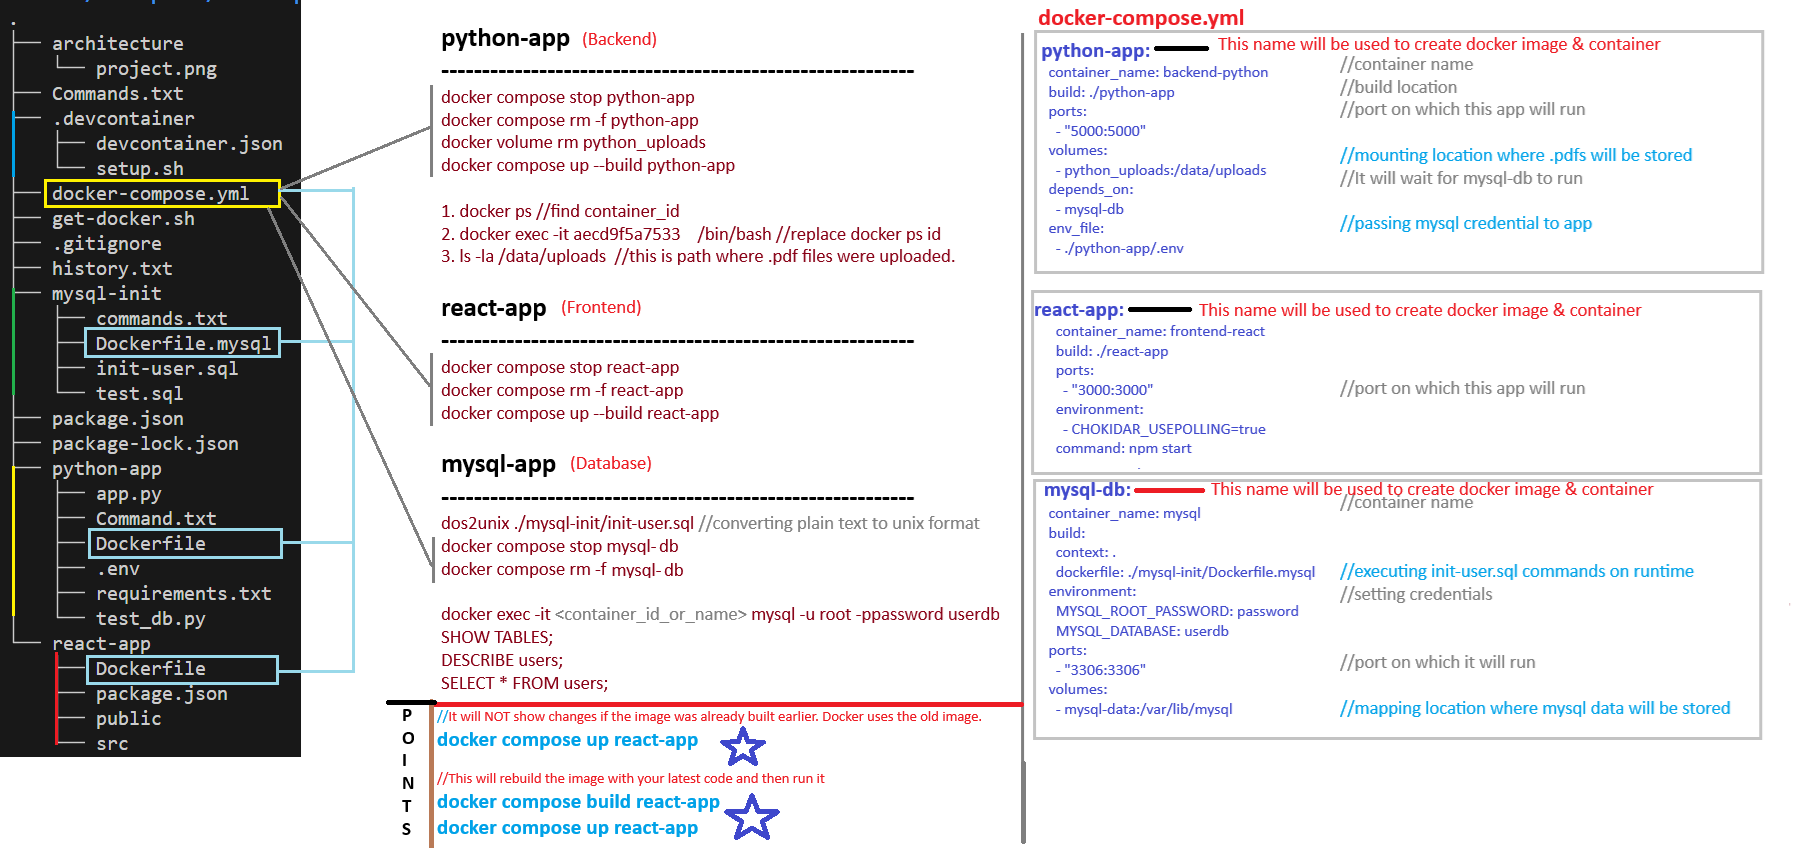 .
├── architecture
│   └── project.png
├── Commands.txt
├── .devcontainer
│   ├── devcontainer.json
│   └── setup.sh
├── docker-compose.yml
├── get-docker.sh
├── .gitignore
├── history.txt
├── mysql-init
│   ├── commands.txt
│   ├── Dockerfile.mysql
│   ├── init-user.sql
│   └── test.sql
├── package.json
├── package-lock.json
├── python-app
│   ├── app.py
│   ├── Command.txt
│   ├── Dockerfile
│   ├── .env
│   ├── requirements.txt
│   └── test_db.py
└── react-app
    ├── Dockerfile
    ├── package.json
    ├── public
    └── src
python-app (Backend)
----------------------------------------------------------
docker compose stop python-app
docker compose rm -f python-app
docker volume rm python_uploads
docker compose up --build python-app
1. docker ps //find container_id
2. docker exec -it aecd9f5a7533 /bin/bash //replace docker ps id
3. ls -la /data/uploads //this is path where .pdf files were uploaded.
react-app (Frontend)
----------------------------------------------------------
docker compose stop react-app
docker compose rm -f react-app
docker compose up --build react-app
mysql-app (Database)
----------------------------------------------------------
dos2unix ./mysql-init/init-user.sql //converting plain text to unix format
docker compose stop mysql-db
docker compose rm -f mysql-db
docker exec -it <container_id_or_name> mysql -u root -ppassword userdb
SHOW TABLES;
DESCRIBE users;
SELECT * FROM users;
POINTS
//It will NOT show changes if the image was already built earlier. Docker uses the old image.
docker compose up react-app
//This will rebuild the image with your latest code and then run it
docker compose build react-app
docker compose up react-app
docker-compose.yml
python-app: This name will be used to create docker image & container
container_name: backend-python //container name
build: ./python-app //build location
ports: //port on which this app will run
- "5000:5000"
volumes: //mounting location where .pdfs will be stored
- python_uploads:/data/uploads //It will wait for mysql-db to run
depends_on:
- mysql-db //passing mysql credential to app
env_file:
- ./python-app/.env
react-app: This name will be used to create docker image & container
container_name: frontend-react
build: ./react-app
ports:
- "3000:3000" //port on which this app will run
environment:
- CHOKIDAR_USEPOLLING=true
command: npm start
mysql-db: This name will be used to create docker image & container
//container name
container_name: mysql
build:
context: .
dockerfile: ./mysql-init/Dockerfile.mysql //executing init-user.sql commands on runtime
environment: //setting credentials
MYSQL_ROOT_PASSWORD: password
MYSQL_DATABASE: userdb
ports:
- "3306:3306" //port on which it will run
volumes:
- mysql-data:/var/lib/mysql //mapping location where mysql data will be stored